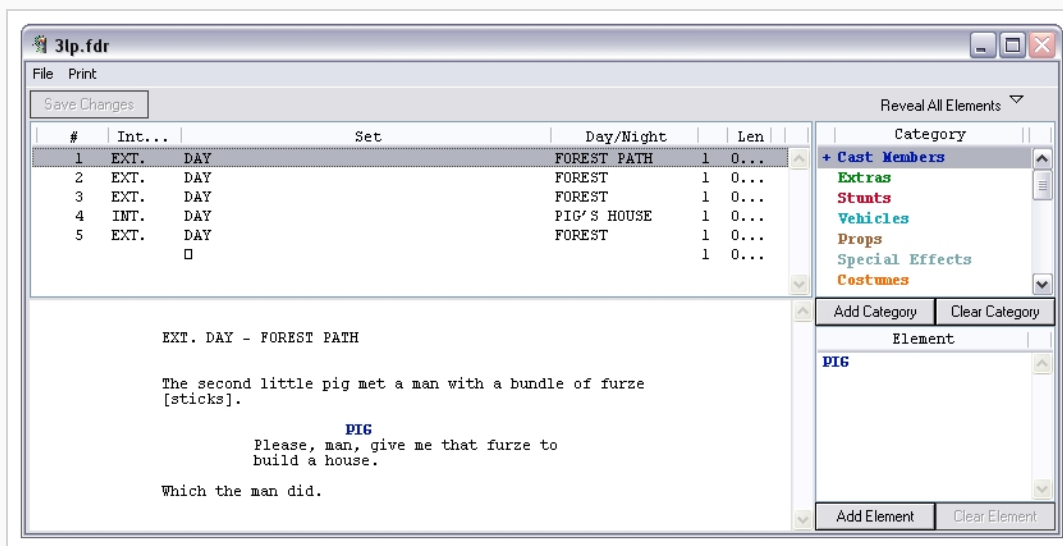 3lp.fdr
File Print
Save Changes
Reveal All Elements
# Int... Set Day/Night Len
1 EXT. DAY FOREST PATH 1 0...
2 EXT. DAY FOREST 1 0...
3 EXT. DAY FOREST 1 0...
4 INT. DAY PIG'S HOUSE 1 0...
5 EXT. DAY FOREST 1 0...
1 0...
Category
+ Cast Members
Extras
Stunts
Vehicles
Props
Special Effects
Costumes
Add Category Clear Category
Element
PIG
Add Element Clear Element
EXT. DAY - FOREST PATH
The second little pig met a man with a bundle of furze
[sticks].
PIG
Please, man, give me that furze to
build a house.
Which the man did.